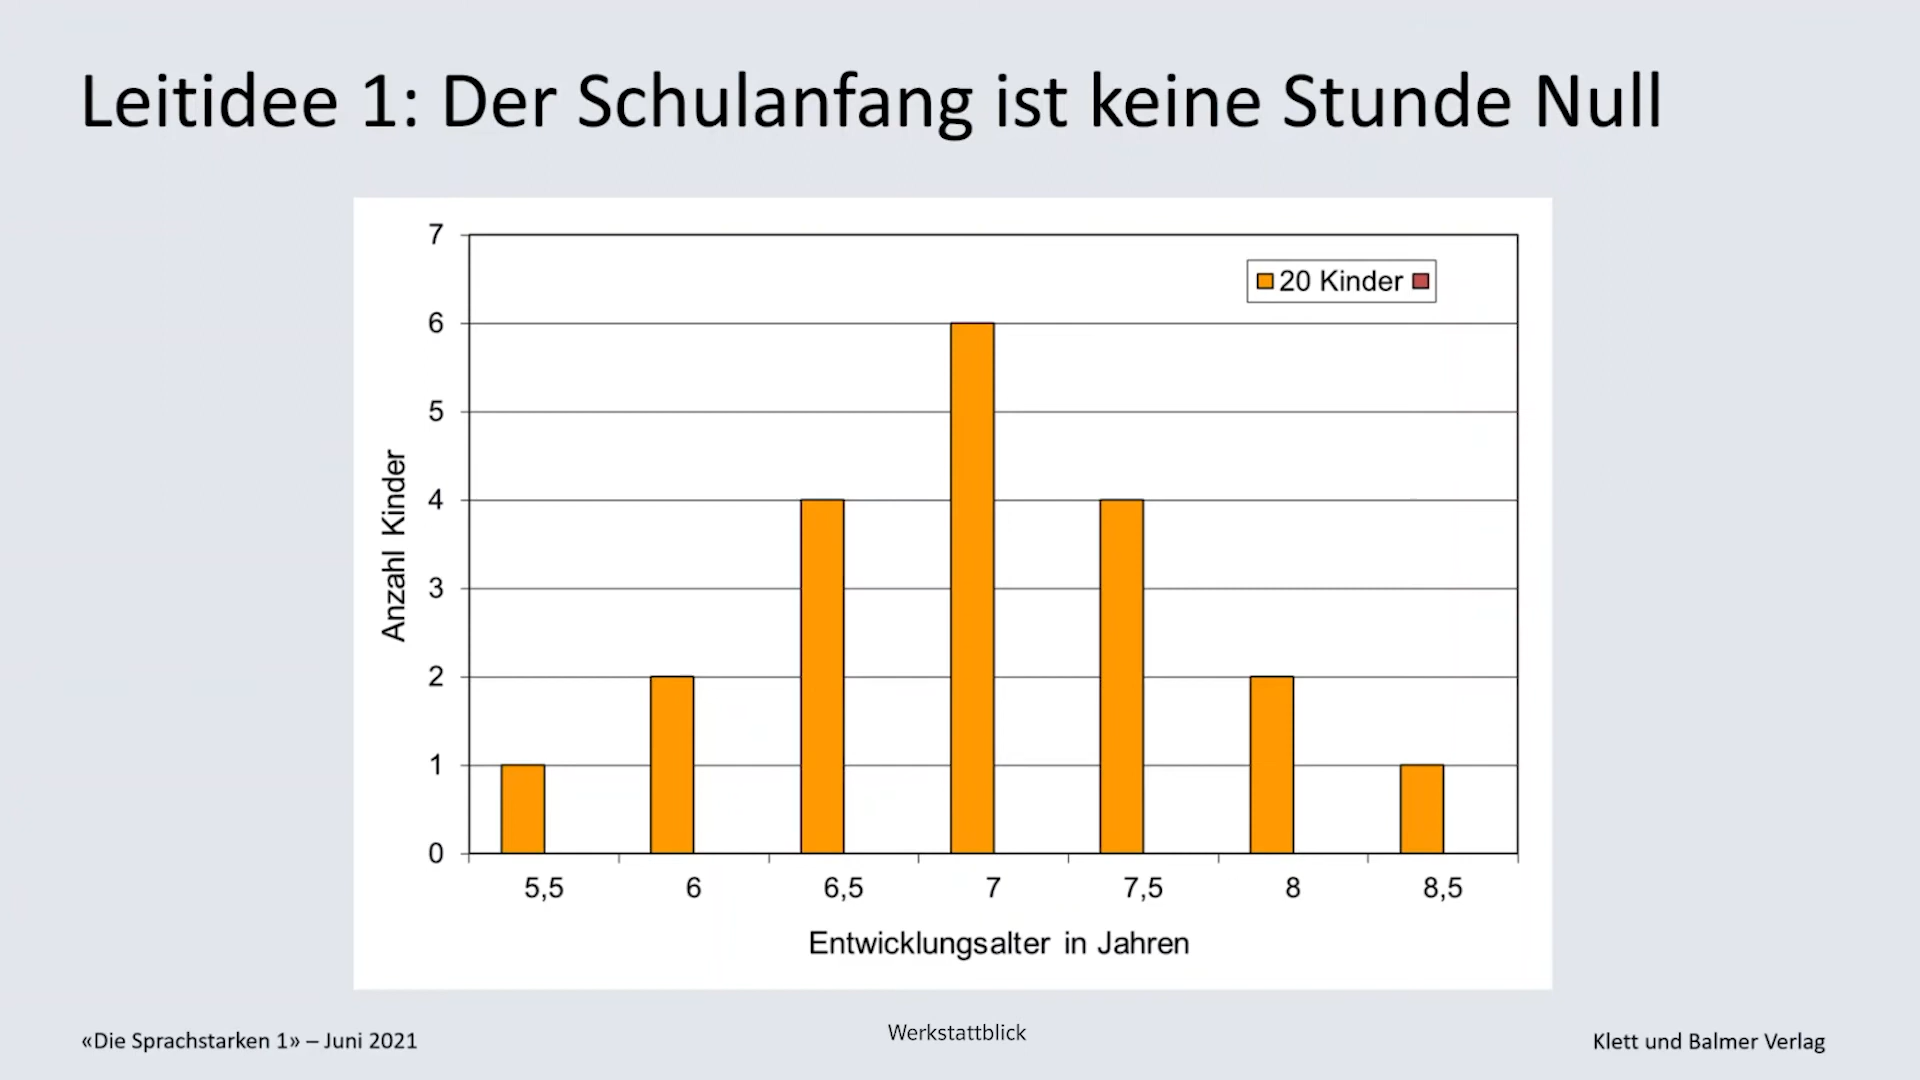 Leitidee 1: Der Schulanfang ist keine Stunde Null
7
6
5
4
3
2
1
0
Anzahl Kinder
20 Kinder
5,5 6 6,5 7 7,5 8 8,5
Entwicklungsalter in Jahren
«Die Sprachstarken 1» – Juni 2021
Werkstattblick
Klett und Balmer Verlag